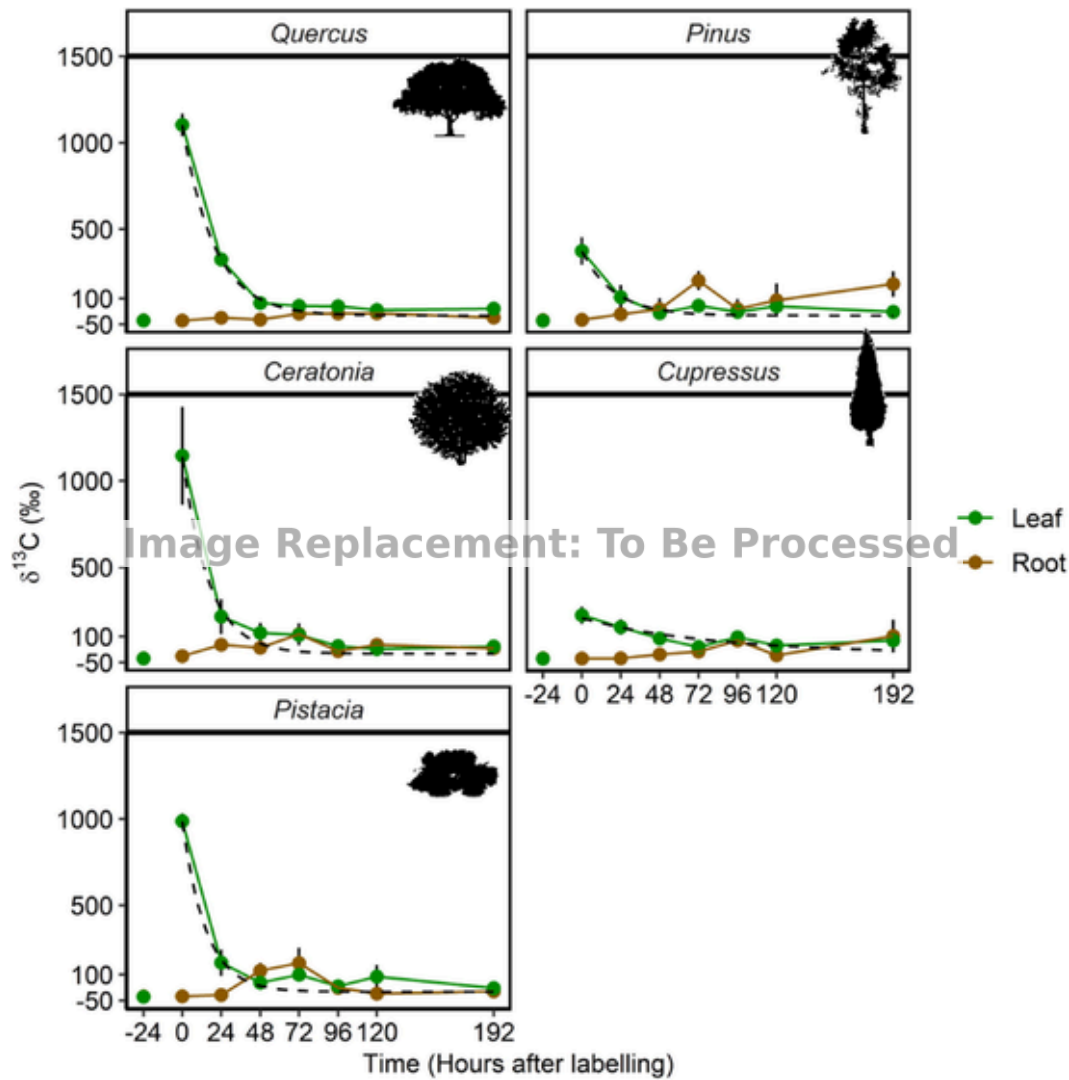 Quercus
Pinus
1500
1000
500
100
-50
Ceratonia
Cupressus
1500
1000
500
100
-50
δ13C (‰)
Image Replacement: To Be Processed
Leaf
Root
-24 0 24 48 72 96 120 192
Pistacia
1500
1000
500
100
-50
-24 0 24 48 72 96 120 192
Time (Hours after labelling)